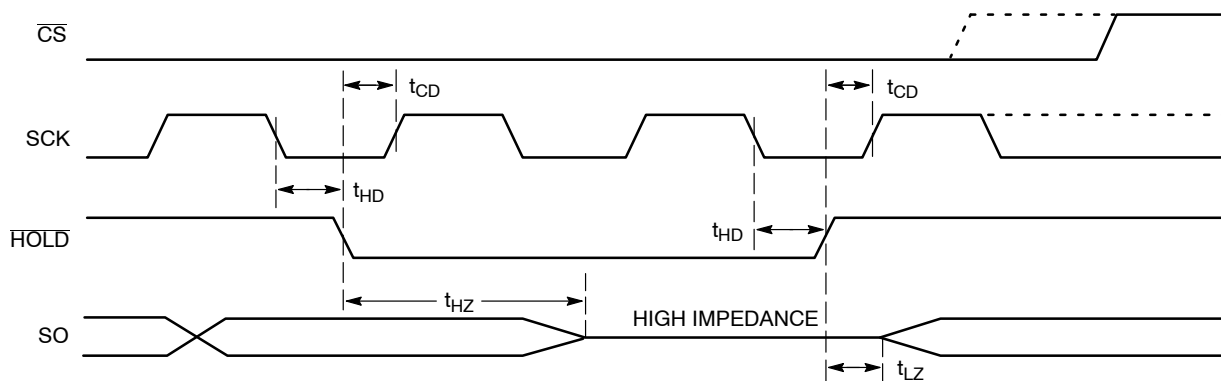 CS
tCD
tCD
SCK
tHD
HOLD
tHD
tHZ
HIGH IMPEDANCE
SO
tLZ